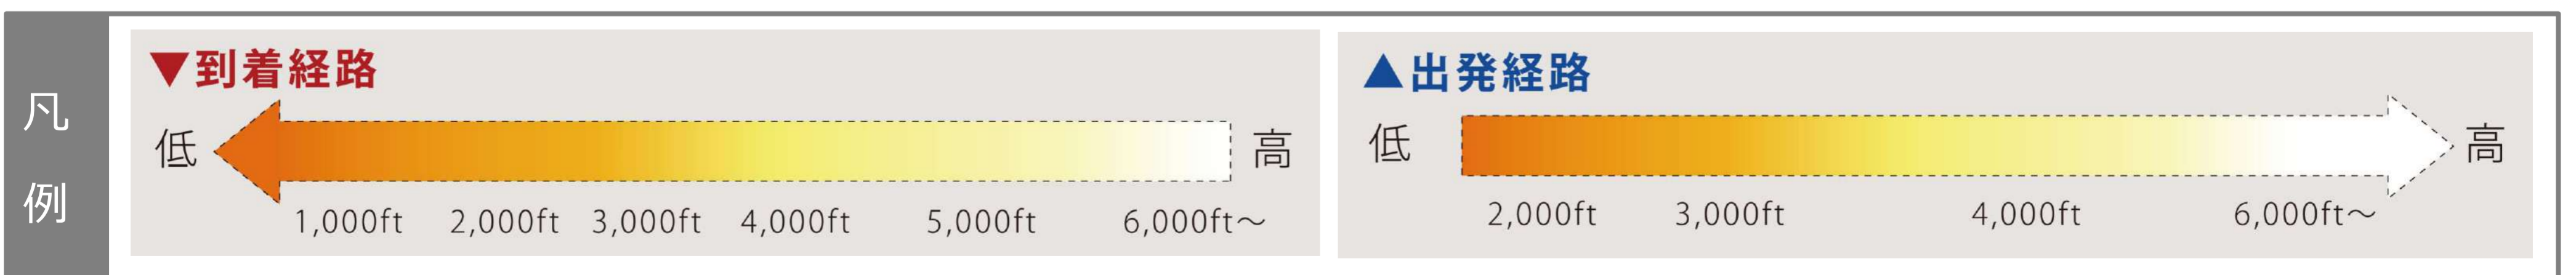 凡例
▼到着経路
低 高
1,000ft 2,000ft 3,000ft 4,000ft 5,000ft 6,000ft～
▲出発経路
低 高
2,000ft 3,000ft 4,000ft 6,000ft～